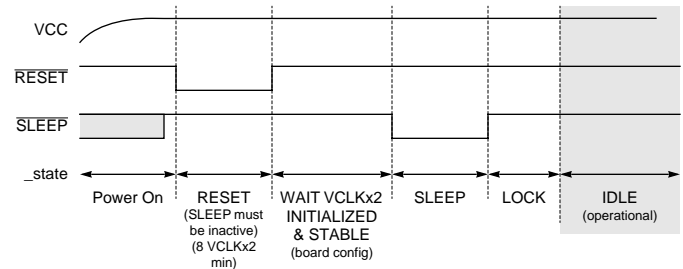 VCC
RESET
SLEEP
_state
Power On
RESET
(SLEEP must
be inactive)
(8 VCLKx2
min)
WAIT VCLKx2
INITIALIZED
& STABLE
(board config)
SLEEP
LOCK
IDLE
(operational)